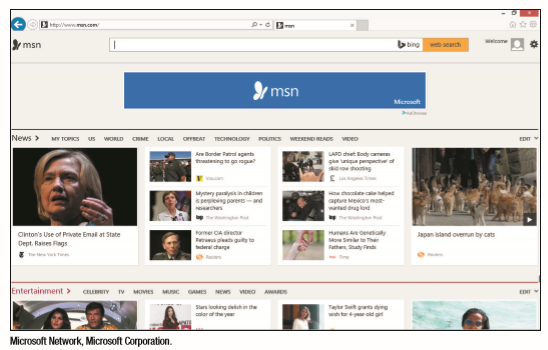 http://www.msn.com/
msn
msn
bing
web search
Welcome
msn
Microsoft
News >
MY TOPICS US WORLD CRIME LOCAL OFFBEAT TECHNOLOGY POLITICS WEEKEND READS VIDEO
EDIT
Clinton's Use of Private Email at State
Dept. Raises Flags
The New York Times
Are Border Patrol agents
threatening to go rogue?
Mystery paralysis in children
is perplexing parents — and
researchers
The Washington Post
Former CIA director
Petraeus pleads guilty to
federal charge
Reuters
LAPD chief: Body cameras
give 'unique perspective' of
skid row shooting
Los Angeles Times
How chocolate cake helped
capture Mexico's most-
wanted drug lord
The Washington Post
Humans Are Genetically
More Similar to Their
Fathers, Study Finds
Time
Japan island overrun by cats
Reuters
Entertainment >
CELEBRITY TV MOVIES MUSIC GAMES NEWS VIDEO AWARDS
EDIT
Stars looking delish in the
color of the year
Taylor Swift grants dying
wish for 4-year-old girl
Microsoft Network, Microsoft Corporation.